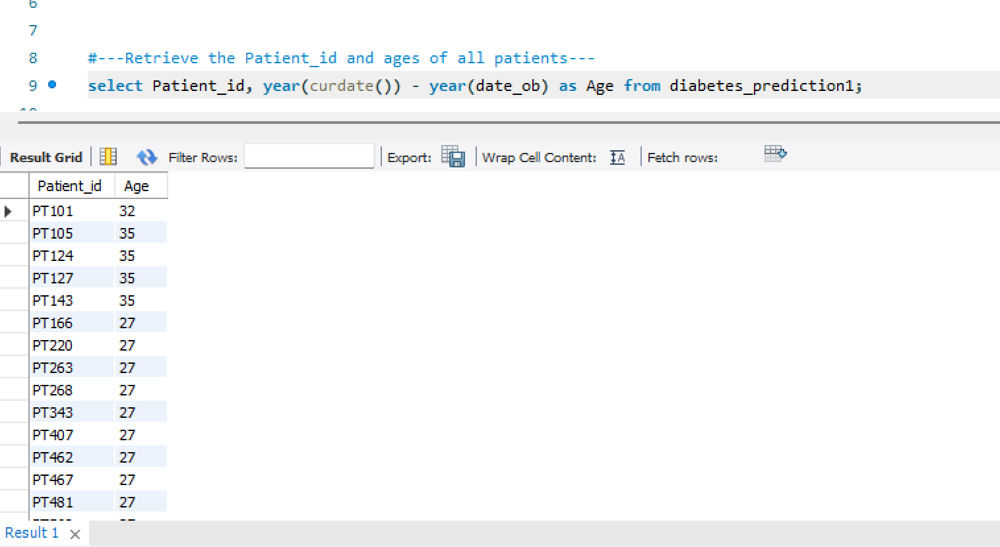 6
7
8 #---Retrieve the Patient_id and ages of all patients---
9 select Patient_id, year(curdate()) - year(date_ob) as Age from diabetes_prediction1;
Result Grid Filter Rows: Export: Wrap Cell Content: Fetch rows:
Patient_id Age
PT101 32
PT105 35
PT124 35
PT127 35
PT143 35
PT166 27
PT220 27
PT263 27
PT268 27
PT343 27
PT407 27
PT462 27
PT467 27
PT481 27
Result 1